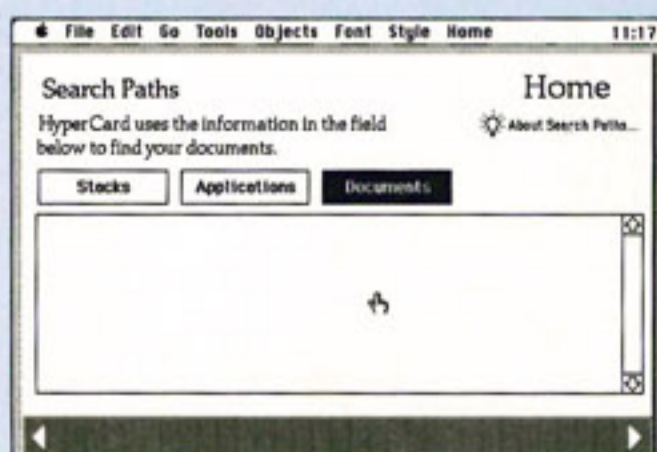 File Edit Go Tools Objects Font Style Home 11:17
Search Paths
Home
HyperCard uses the information in the field
below to find your documents.
About Search Paths...
Stacks Applications Documents